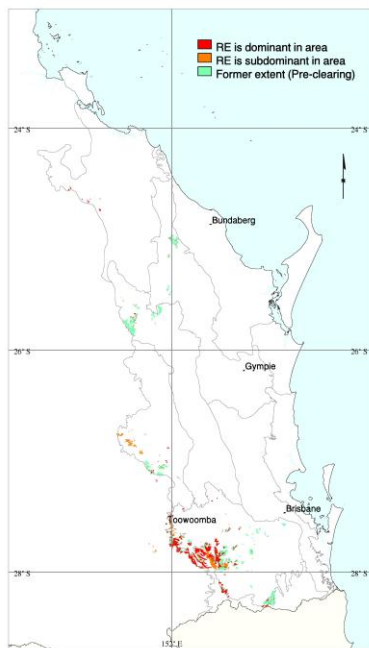 RE is dominant in area
RE is subdominant in area
Former extent (Pre-clearing)
24° S
24° S
Bundaberg
26° S
26° S
Gympie
Toowoomba
Brisbane
28° S
28° S
152° E